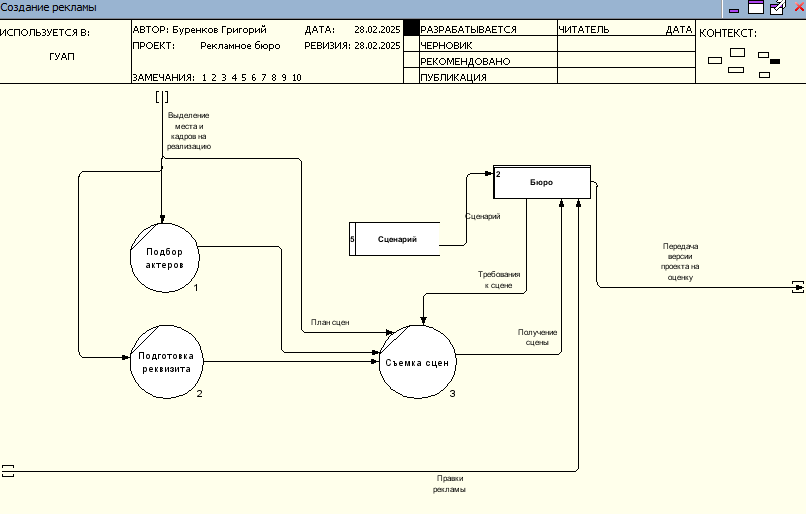 Создание рекламы
ИСПОЛЬЗУЕТСЯ В:
ГУАП
АВТОР: Буренков Григорий
ДАТА: 28.02.2025
ПРОЕКТ: Рекламное бюро
РЕВИЗИЯ: 28.02.2025
ЗАМЕЧАНИЯ: 1 2 3 4 5 6 7 8 9 10
РАЗРАБАТЫВАЕТСЯ
ЧЕРНОВИК
РЕКОМЕНДОВАНО
ПУБЛИКАЦИЯ
ЧИТАТЕЛЬ
ДАТА
КОНТЕКСТ:
Выделение
места и
кадров на
реализацию
2
Бюро
Сценарий
5
Сценарий
Подбор
актеров
1
Передача
версии
проекта на
оценку
Требования
к сцене
План сцен
Получение
сцены
Подготовка
реквизита
2
Съемка сцен
3
Правки
рекламы